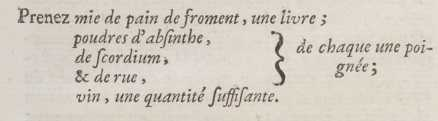 Prenez mie de pain de froment, une livre ;
poudres d'abſinthe,
de ſcordium,
& de rue,
} de chaque une poi-
gnée ;
vin, une quantité ſuffiſante.